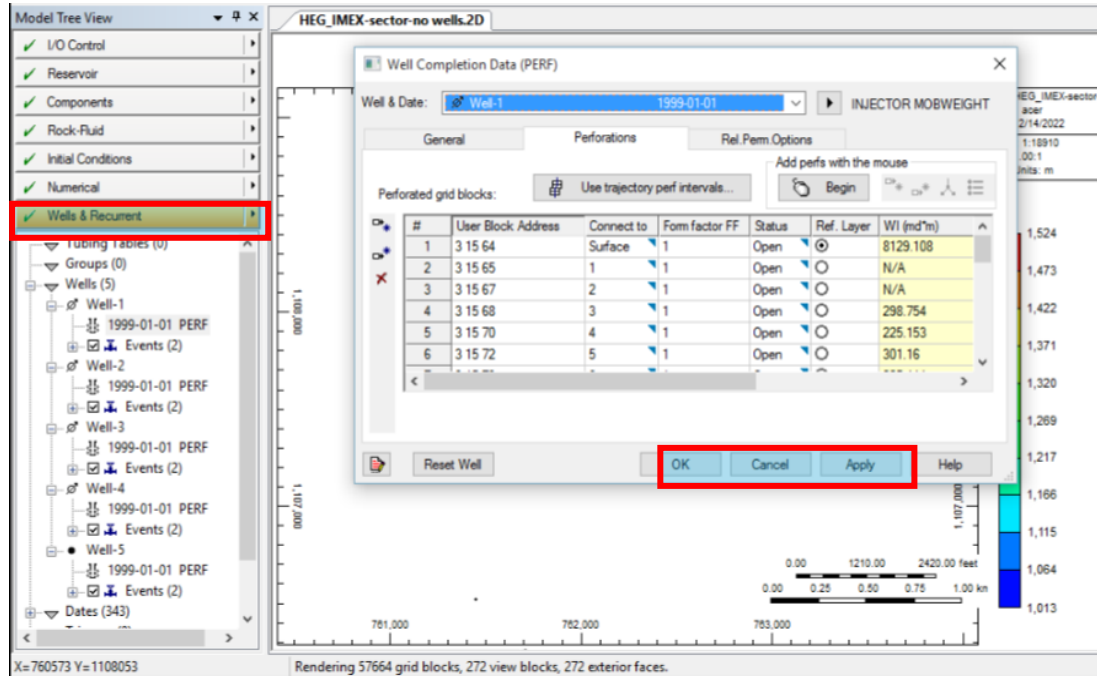 Model Tree View
HEG_IMEX-sector-no wells.2D
I/O Control
Reservoir
Components
Rock-Fluid
Initial Conditions
Numerical
Wells & Recurrent
Tubing Tables (0)
Groups (0)
Wells (5)
Well-1
1999-01-01 PERF
Events (2)
Well-2
1999-01-01 PERF
Events (2)
Well-3
1999-01-01 PERF
Events (2)
Well-4
1999-01-01 PERF
Events (2)
Well-5
1999-01-01 PERF
Events (2)
Dates (343)
X=760573 Y=1108053
Well Completion Data (PERF)
Well & Date: Well-1 1999-01-01 INJECTOR MOBWEIGHT
General Perforations Rel.Perm.Options
Add perfs with the mouse
Perforated grid blocks: Use trajectory perf intervals... Begin
# User Block Address Connect to Form factor FF Status Ref. Layer WI (md*m)
1 3 15 64 Surface 1 Open 8129.108
2 3 15 65 1 1 Open N/A
3 3 15 67 2 1 Open N/A
4 3 15 68 3 1 Open 298.754
5 3 15 70 4 1 Open 225.153
6 3 15 72 5 1 Open 301.16
Reset Well OK Cancel Apply Help
HEG_IMEX-sector
acer
2/14/2022
1:18910
.00:1
Units: m
1,524
1,473
1,422
1,371
1,320
1,269
1,217
1,166
1,115
1,064
1,013
1,108,000
1,107,000
1,107,000
0.00 1210.00 2420.00 feet
0.00 0.25 0.50 0.75 1.00 km
761,000 762,000 763,000
Rendering 57664 grid blocks, 272 view blocks, 272 exterior faces.